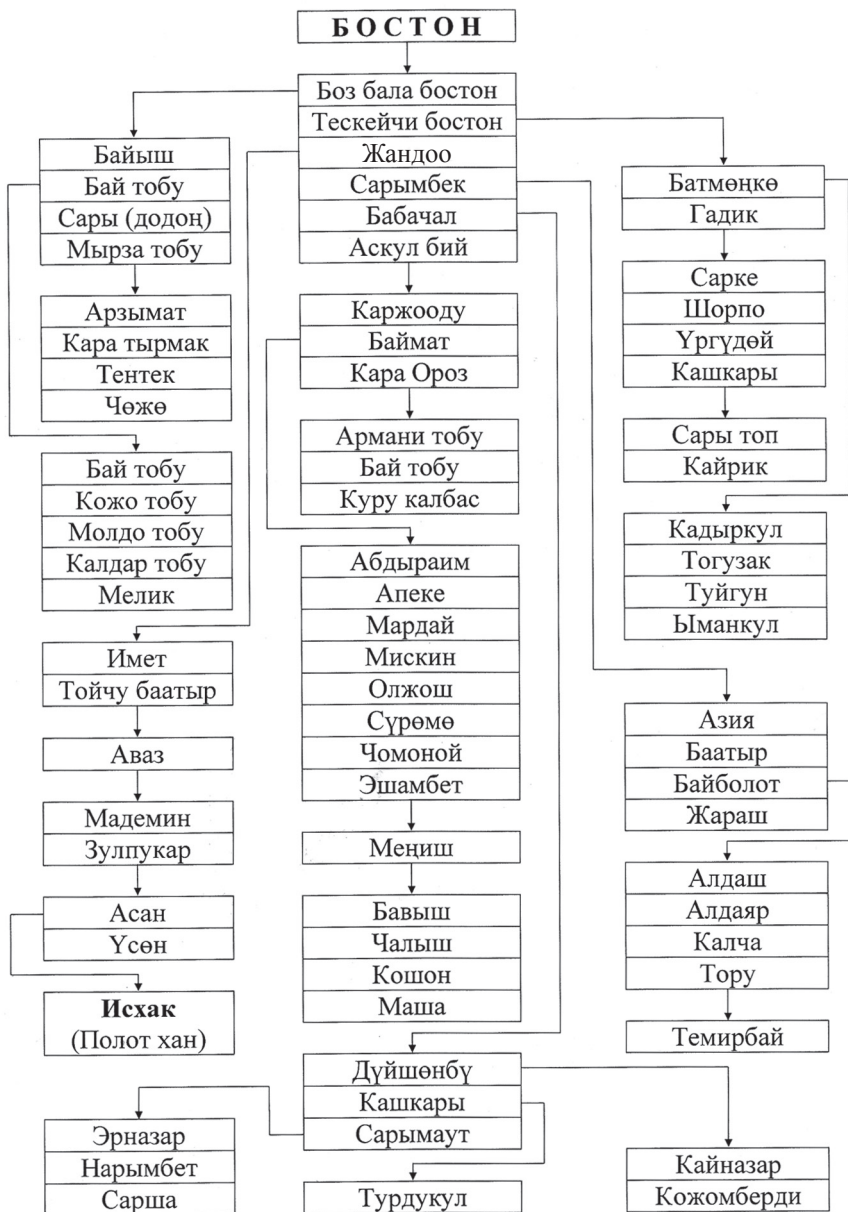 БОСТОН
Боз бала бостон
Тескейчи бостон
Жандоо
Сарымбек
Бабачал
Аскул бий
Байыш
Бай тобу
Сары (додоң)
Мырза тобу
Арзымат
Кара тырмак
Тентек
Чөжө
Бай тобу
Кожо тобу
Молдо тобу
Калдар тобу
Мелик
Имет
Тойчу баатыр
Аваз
Мадемин
Зулпукар
Асан
Үсөн
Исхак
(Полот хан)
Каржооду
Баймат
Кара Ороз
Армани тобу
Бай тобу
Куру калбас
Абдыраим
Апеке
Мардай
Мискин
Олжош
Сүрөмө
Чомоной
Эшамбет
Меңиш
Бавыш
Чалыш
Кошон
Маша
Батмөңкө
Гадик
Сарке
Шорпо
Үргүдөй
Кашкары
Сары топ
Кайрик
Кадыркул
Тогузак
Туйгун
Ыманкул
Азия
Баатыр
Байболот
Жараш
Алдаш
Алдаяр
Калча
Тору
Темирбай
Дүйшөнбү
Кашкары
Сарымаут
Эрназар
Нарымбет
Сарша
Турдукул
Кайназар
Кожомберди